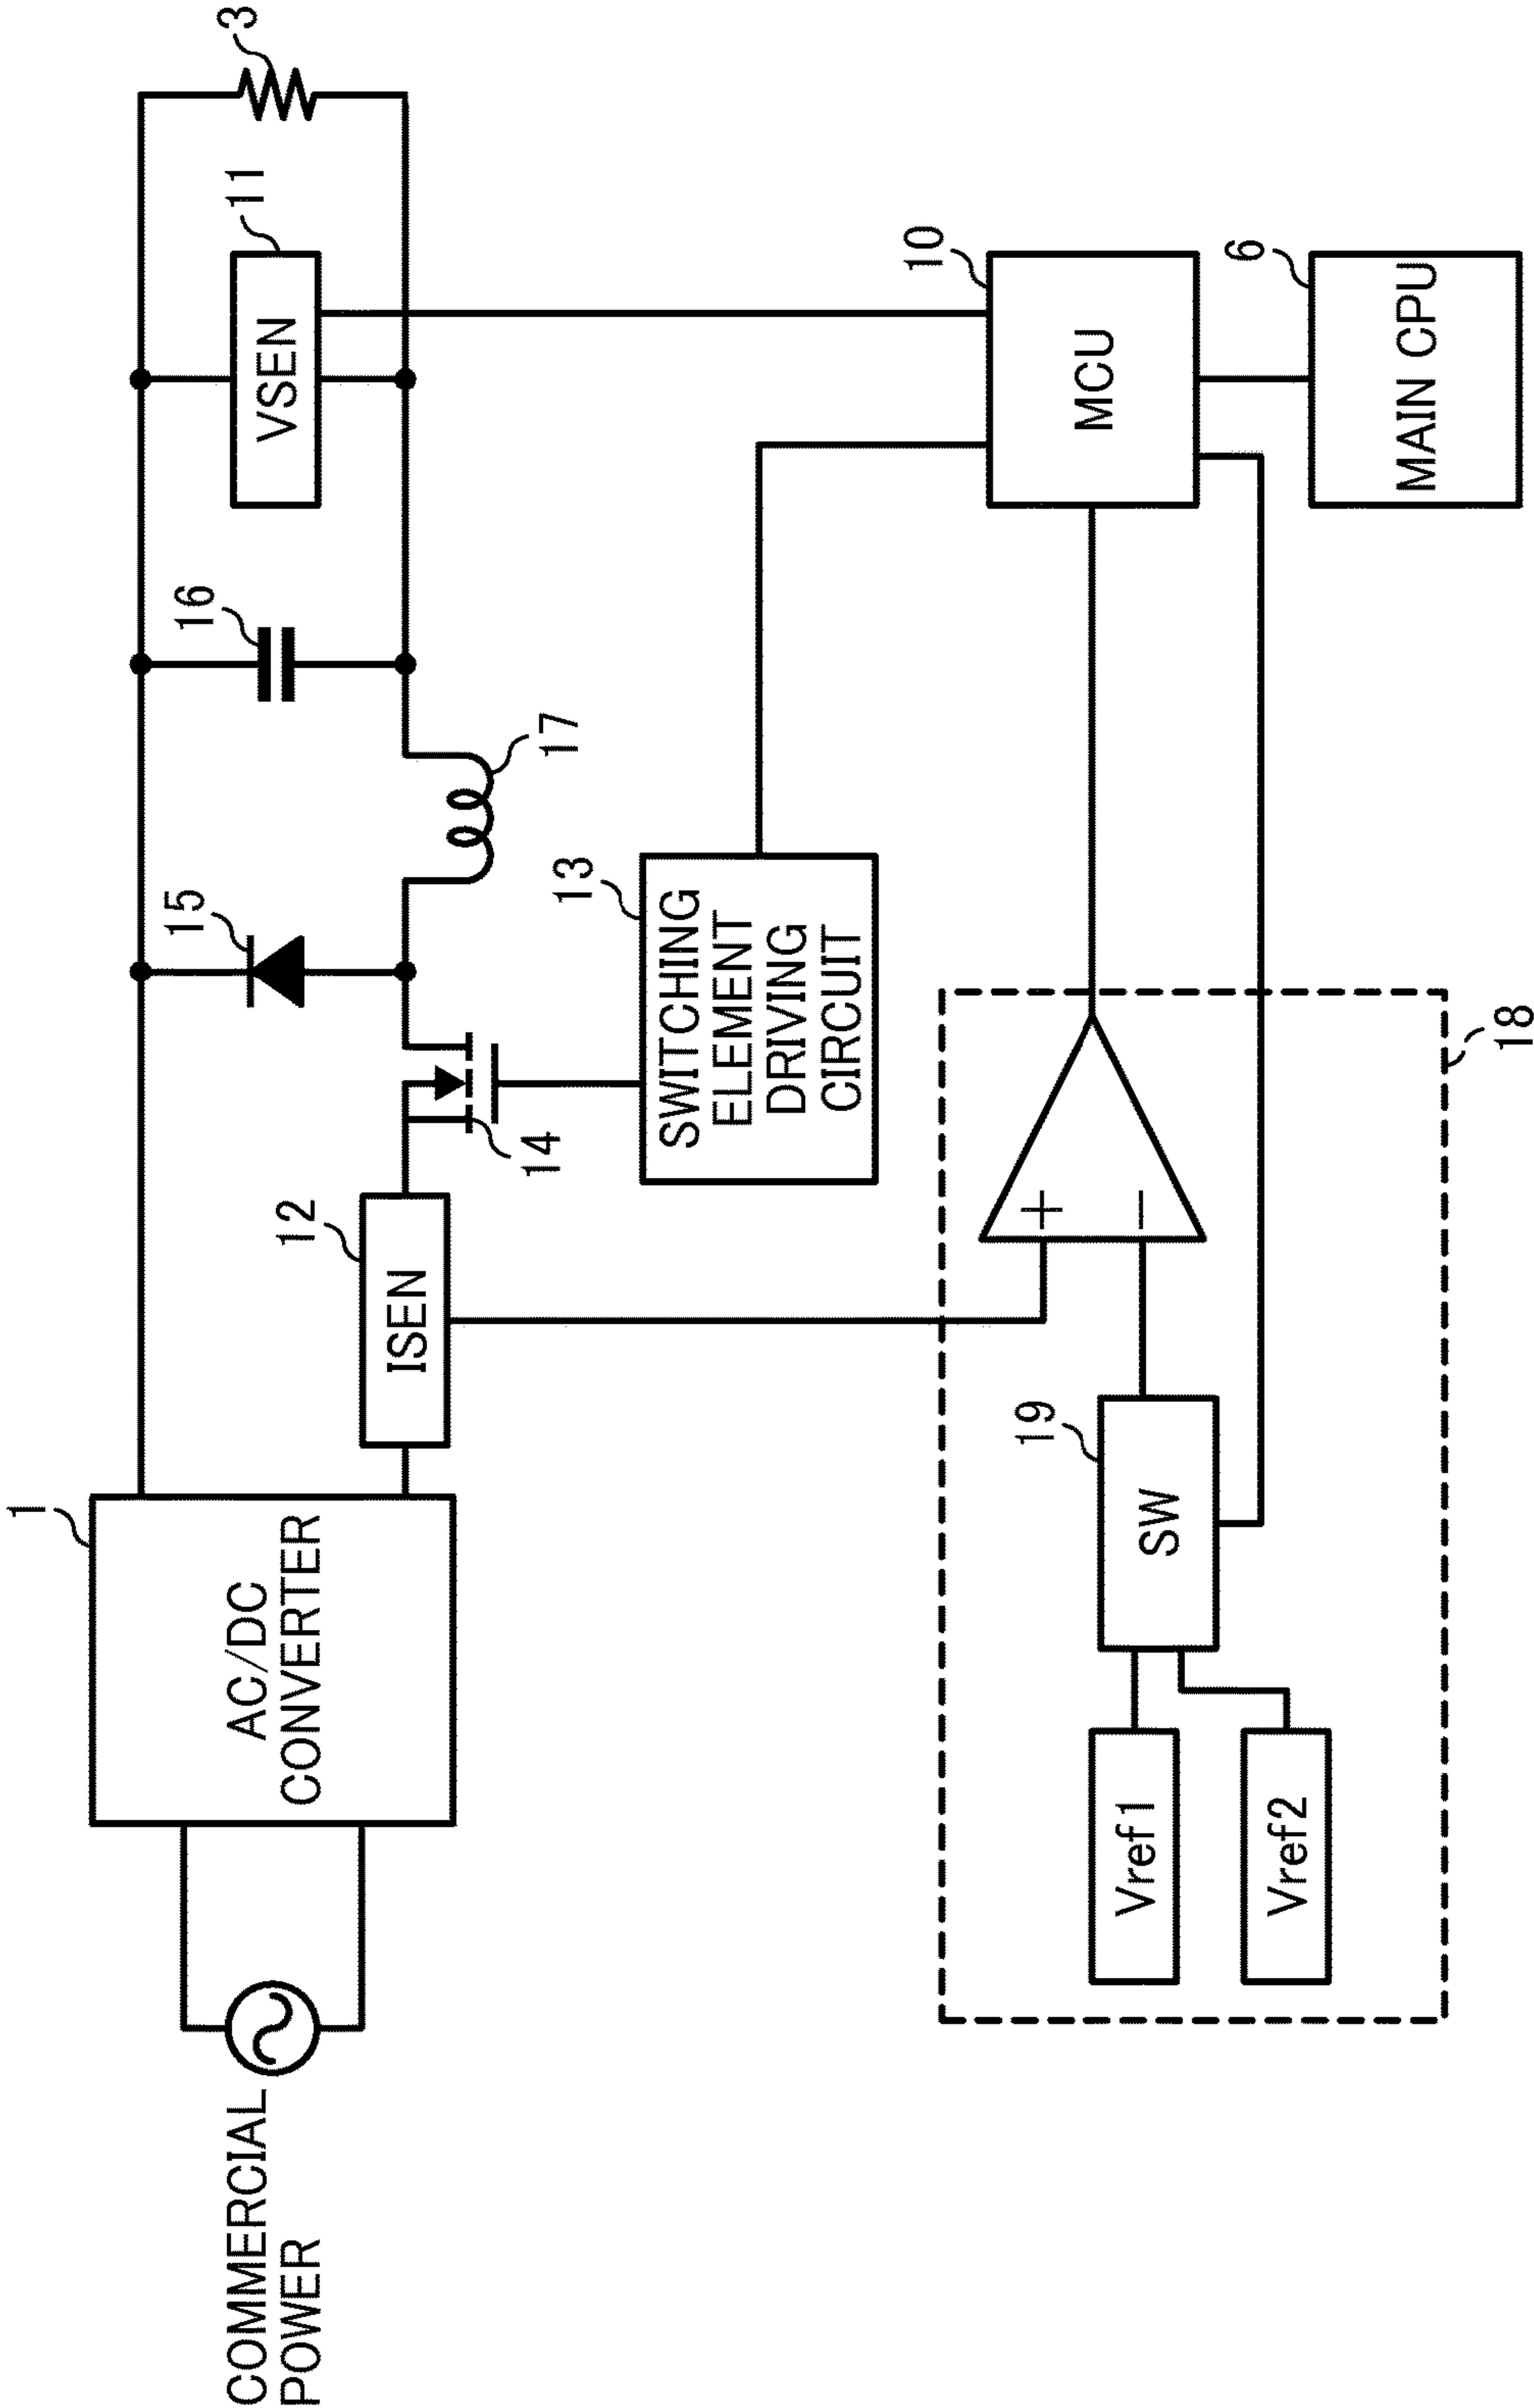 COMMERCIAL
POWER
1
AC/DC
CONVERTER
12
ISEN
14
15
17
16
11
VSEN
3
13
SWITCHING
ELEMENT
DRIVING
CIRCUIT
10
MCU
6
MAIN CPU
Vref1
Vref2
19
SW
+
−
18